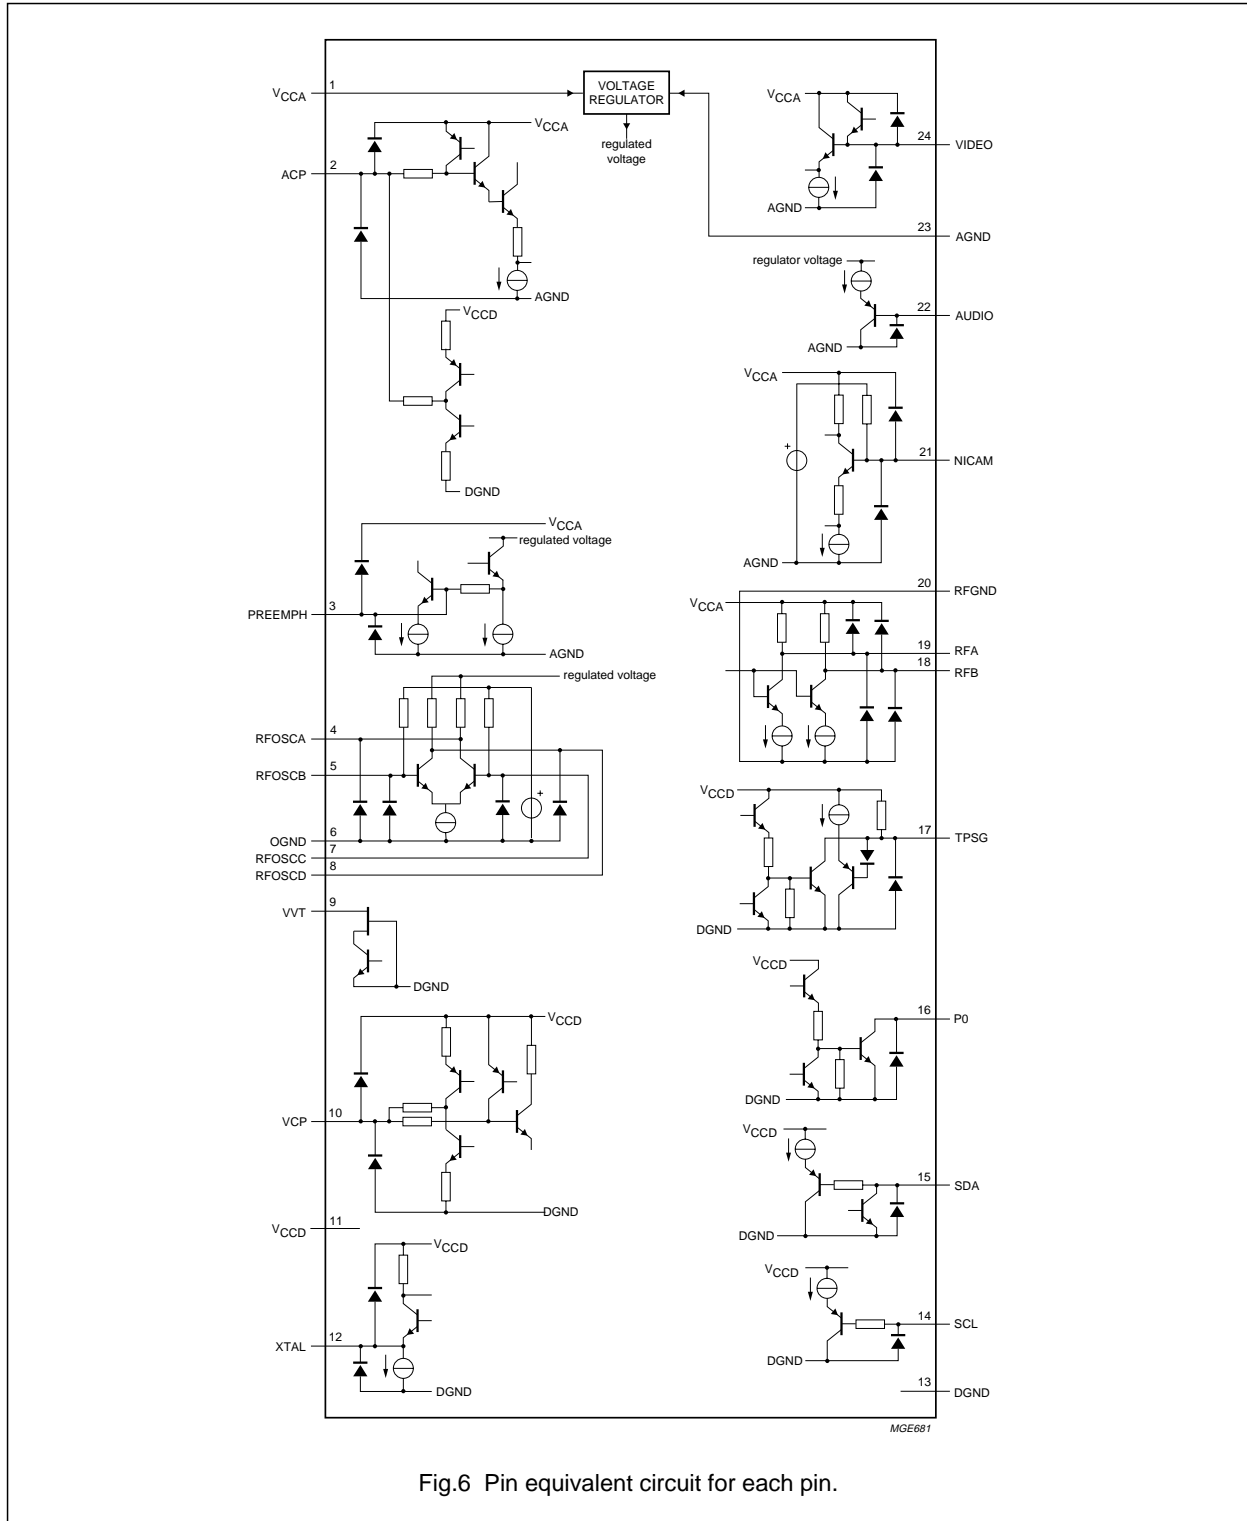 1
VCCA
VOLTAGE
REGULATOR
regulated
voltage
VCCA
2
ACP
AGND
VCCD
DGND
VCCA
regulated voltage
3
PREEMPH
AGND
regulated voltage
4
RFOSCA
5
RFOSCB
+
6
OGND
7
RFOSCC
8
RFOSCD
9
VVT
DGND
VCCD
10
VCP
DGND
11
VCCD
VCCD
12
XTAL
DGND
VCCA
24
VIDEO
AGND
23
AGND
regulator voltage
22
AUDIO
AGND
VCCA
+
21
NICAM
AGND
20
RFGND
VCCA
19
RFA
18
RFB
VCCD
17
TPSG
DGND
VCCD
16
P0
DGND
VCCD
15
SDA
DGND
VCCD
14
SCL
DGND
13
DGND
MGE681
Fig.6 Pin equivalent circuit for each pin.